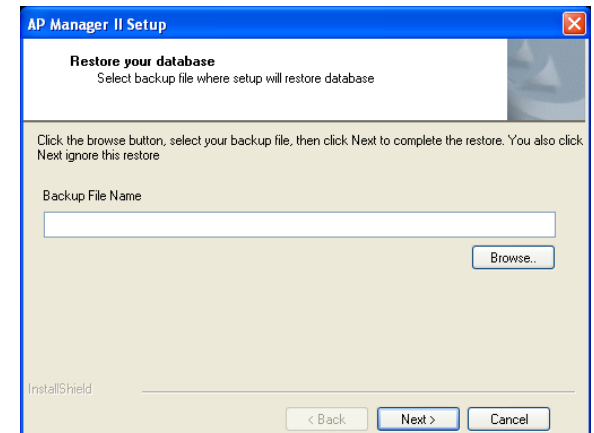 AP Manager II Setup
Restore your database
Select backup file where setup will restore database
Click the browse button, select your backup file, then click Next to complete the restore. You also click
Next ignore this restore
Backup File Name
Browse..
InstallShield
< Back Next > Cancel